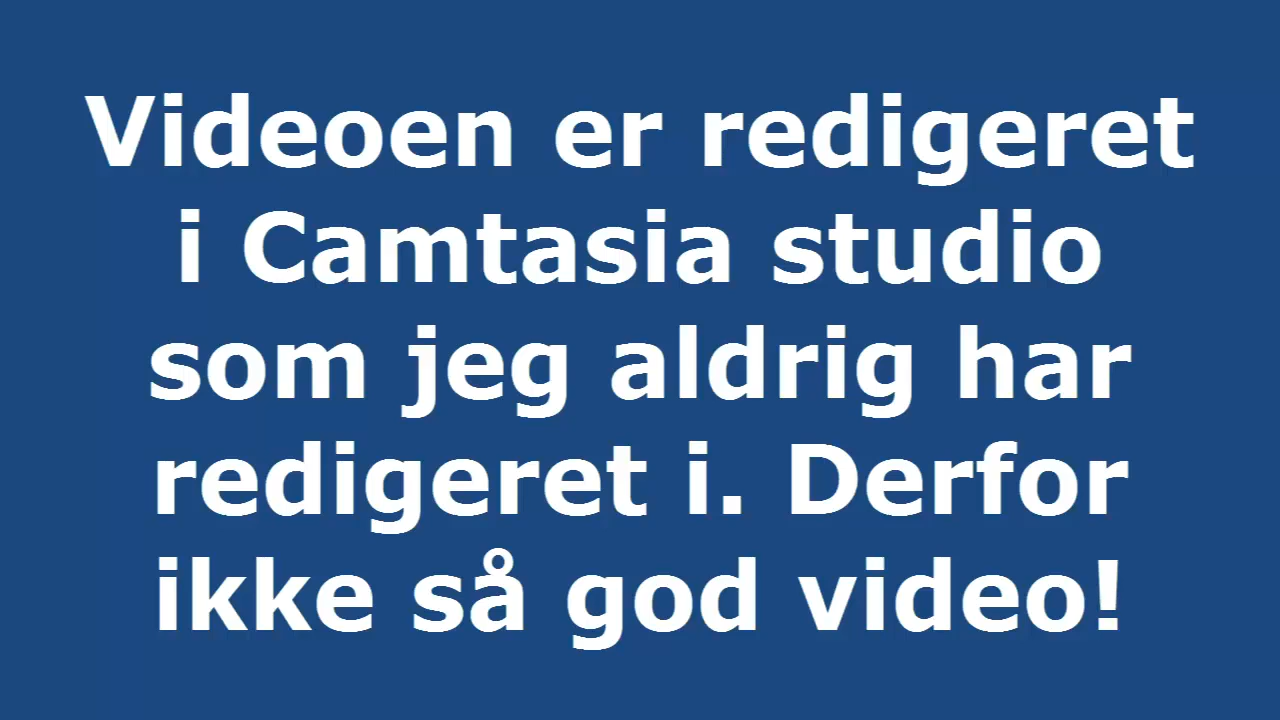 Videoen er redigeret
i Camtasia studio
som jeg aldrig har
redigeret i. Derfor
ikke så god video!